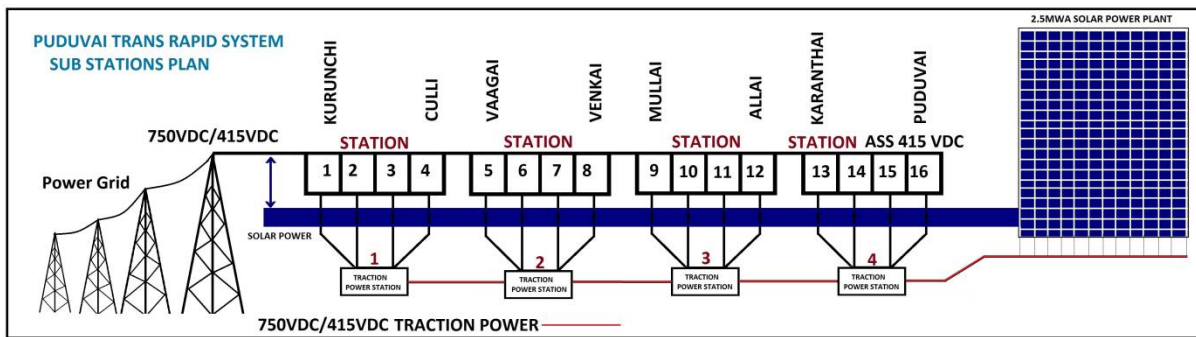 PUDUVAI TRANS RAPID SYSTEM
SUB STATIONS PLAN
2.5MWA SOLAR POWER PLANT
KURUNCHI
CULLI
VAAGAI
VENKAI
MULLAI
ALLAI
KARANTHAI
PUDUVAI
750VDC/415VDC
STATION
STATION
STATION
STATION
ASS 415 VDC
Power Grid
1 2 3 4
5 6 7 8
9 10 11 12
13 14 15 16
SOLAR POWER
1
TRACTION
POWER STATION
2
TRACTION
POWER STATION
3
TRACTION
POWER STATION
4
TRACTION
POWER STATION
750VDC/415VDC TRACTION POWER